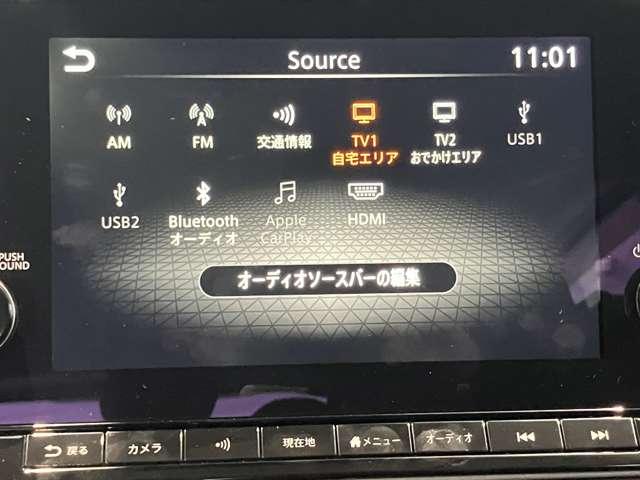 Source
11:01
AM
FM
交通情報
TV1
自宅エリア
TV2
おでかけエリア
USB1
USB2
Bluetooth
オーディオ
Apple
CarPlay
HDMI
オーディオソースバーの編集
PUSH
SOUND
戻る
カメラ
現在地
メニュー
オーディオ